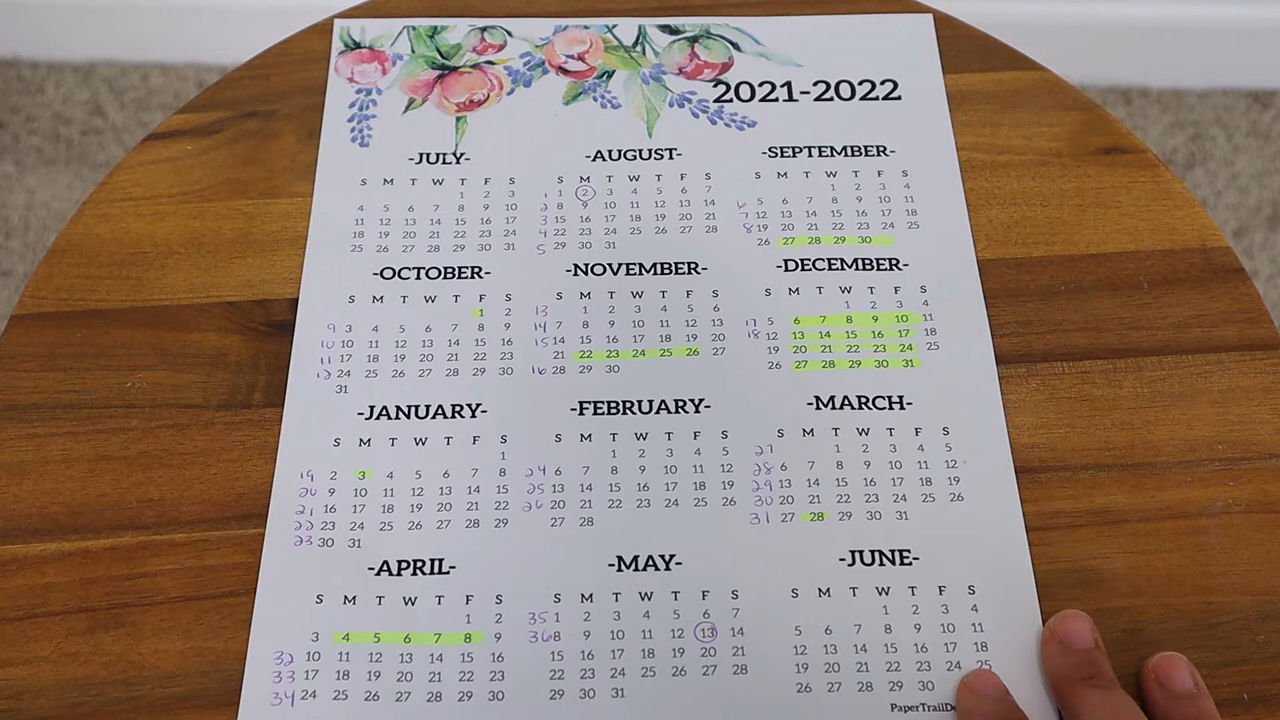 2021-2022
-JULY-
S M T W T F S
1 2 3
4 5 6 7 8 9 10
11 12 13 14 15 16 17
18 19 20 21 22 23 24
25 26 27 28 29 30 31
-AUGUST-
S M T W T F S
1 1 2 3 4 5 6 7
2 8 9 10 11 12 13 14
3 15 16 17 18 19 20 21
4 22 23 24 25 26 27 28
5 29 30 31
-SEPTEMBER-
S M T W T F S
1 2 3 4
6 5 6 7 8 9 10 11
7 12 13 14 15 16 17 18
8 19 20 21 22 23 24 25
26 27 28 29 30
-OCTOBER-
S M T W T F S
1 2
9 3 4 5 6 7 8 9
10 10 11 12 13 14 15 16
11 17 18 19 20 21 22 23
12 24 25 26 27 28 29 30
31
-NOVEMBER-
S M T W T F S
13 1 2 3 4 5 6
14 7 8 9 10 11 12 13
15 14 15 16 17 18 19 20
21 22 23 24 25 26 27
16 28 29 30
-DECEMBER-
S M T W T F S
1 2 3 4
17 5 6 7 8 9 10 11
18 12 13 14 15 16 17 18
19 20 21 22 23 24 25
26 27 28 29 30 31
-JANUARY-
S M T W T F S
1
19 2 3 4 5 6 7 8
20 9 10 11 12 13 14 15
21 16 17 18 19 20 21 22
22 23 24 25 26 27 28 29
23 30 31
-FEBRUARY-
S M T W T F S
1 2 3 4 5
24 6 7 8 9 10 11 12
25 13 14 15 16 17 18 19
26 20 21 22 23 24 25 26
27 28
-MARCH-
S M T W T F S
27 1 2 3 4 5
28 6 7 8 9 10 11 12
29 13 14 15 16 17 18 19
30 20 21 22 23 24 25 26
31 27 28 29 30 31
-APRIL-
S M T W T F S
1 2
3 4 5 6 7 8 9
32 10 11 12 13 14 15 16
33 17 18 19 20 21 22 23
34 24 25 26 27 28 29 30
-MAY-
S M T W T F S
35 1 2 3 4 5 6 7
36 8 9 10 11 12 13 14
15 16 17 18 19 20 21
22 23 24 25 26 27 28
29 30 31
-JUNE-
S M T W T F S
1 2 3 4
5 6 7 8 9 10 11
12 13 14 15 16 17 18
19 20 21 22 23 24 25
26 27 28 29 30